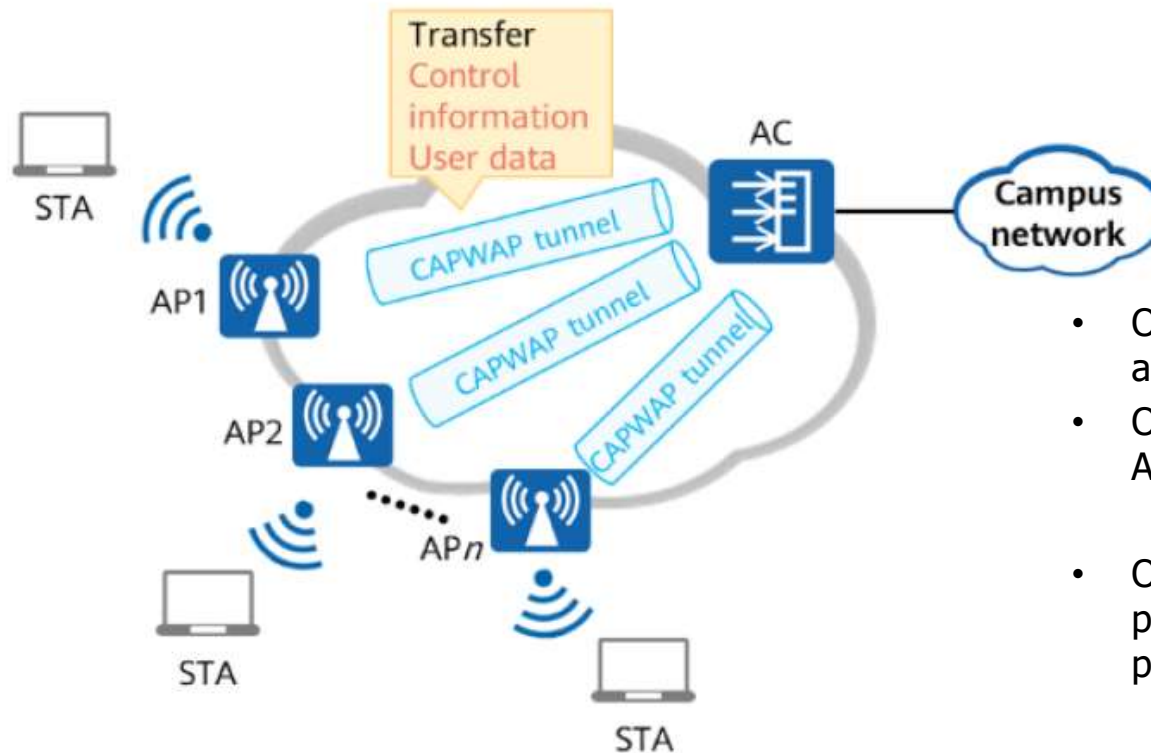 Transfer
Control
information
User data
STA
AC
Campus
network
CAPWAP tunnel
AP1
CAPWAP tunnel
CAPWAP tunnel
AP2
APn
STA
STA
•
a
•
A
•
p
p